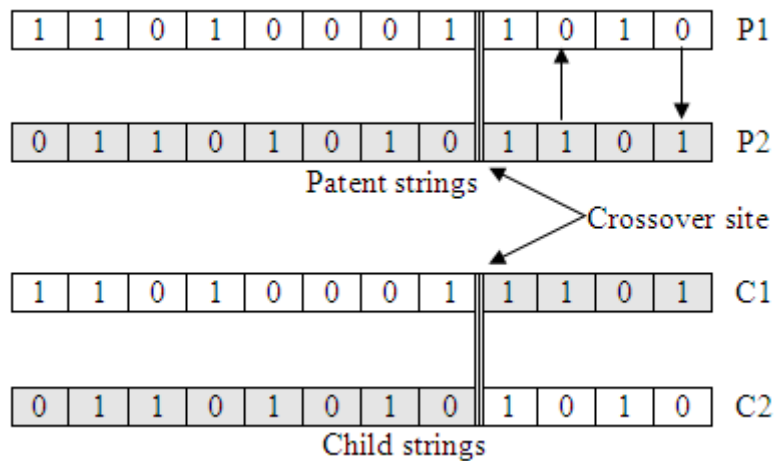 1 1 0 1 0 0 0 1 1 0 1 0 P1
0 1 1 0 1 0 1 0 1 1 0 1 P2
Patent strings
Crossover site
1 1 0 1 0 0 0 1 1 1 0 1 C1
0 1 1 0 1 0 1 0 1 0 1 0 C2
Child strings